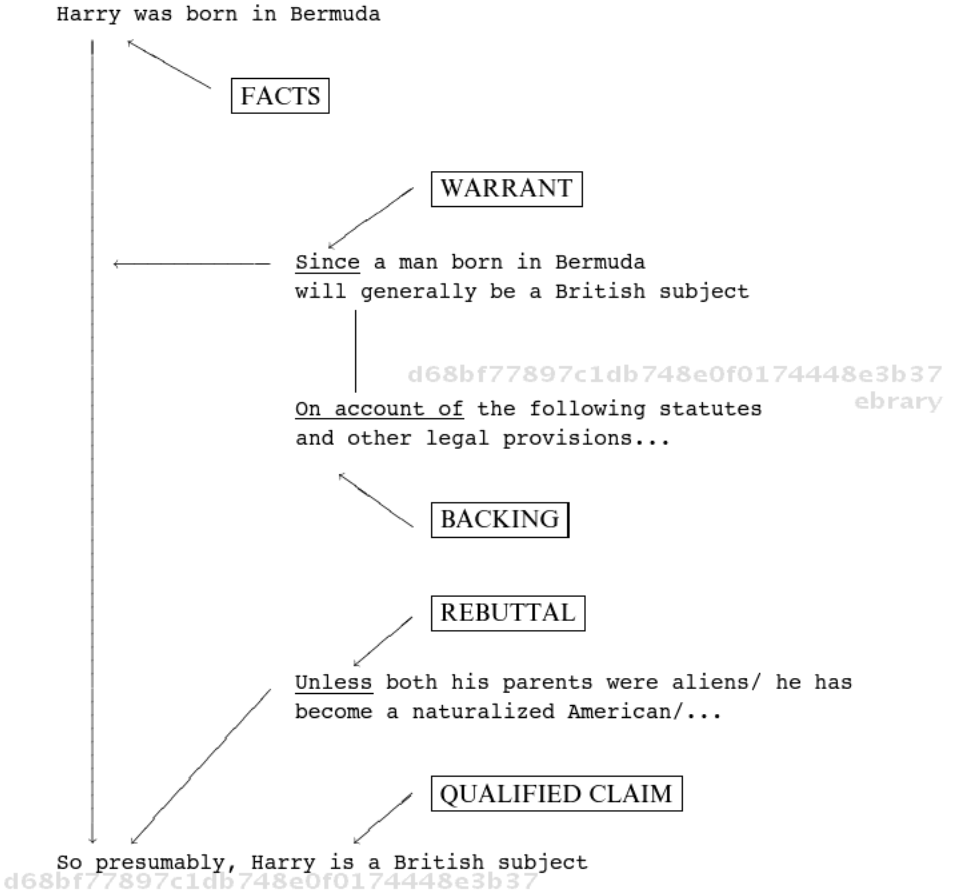 Harry was born in Bermuda
FACTS
WARRANT
Since a man born in Bermuda
will generally be a British subject
d68bf77897c1db748e0f0174448e3b37
ebrary
On account of the following statutes
and other legal provisions...
BACKING
REBUTTAL
Unless both his parents were aliens/ he has
become a naturalized American/...
QUALIFIED CLAIM
So presumably, Harry is a British subject
d68bf77897c1db748e0f0174448e3b37